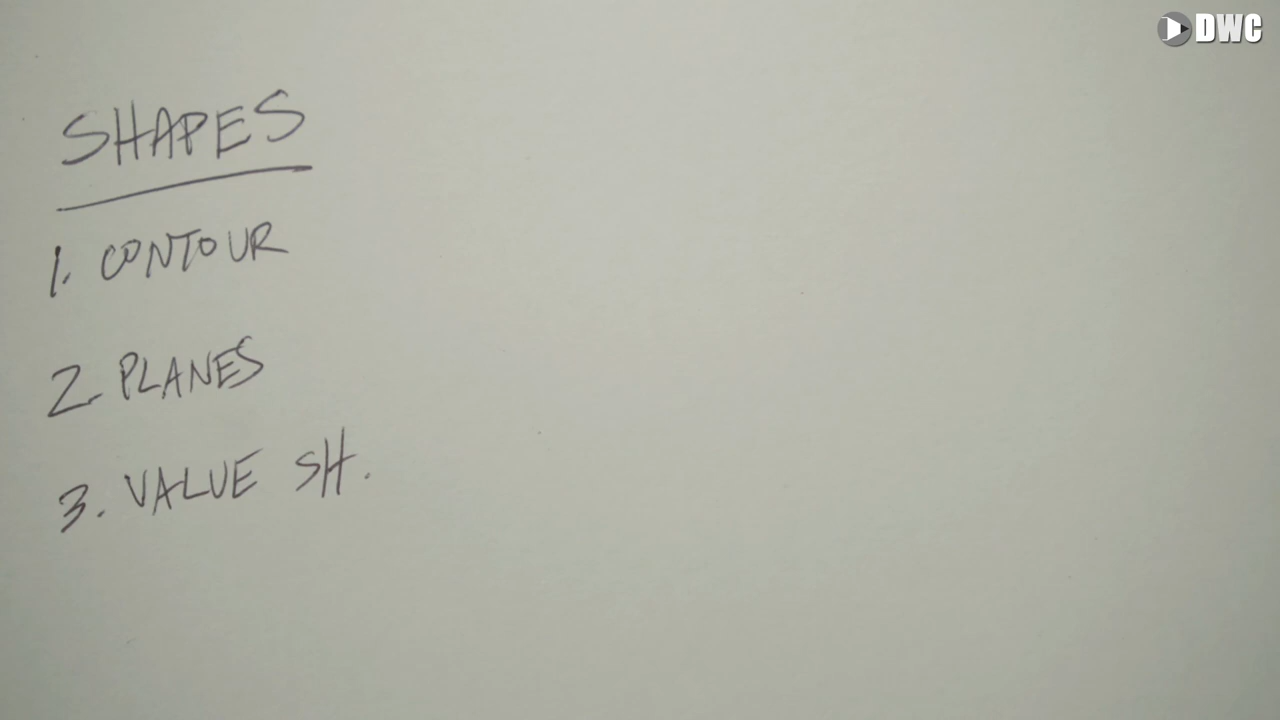 DWC
SHAPES
1. CONTOUR
2. PLANES
3. VALUE SH.